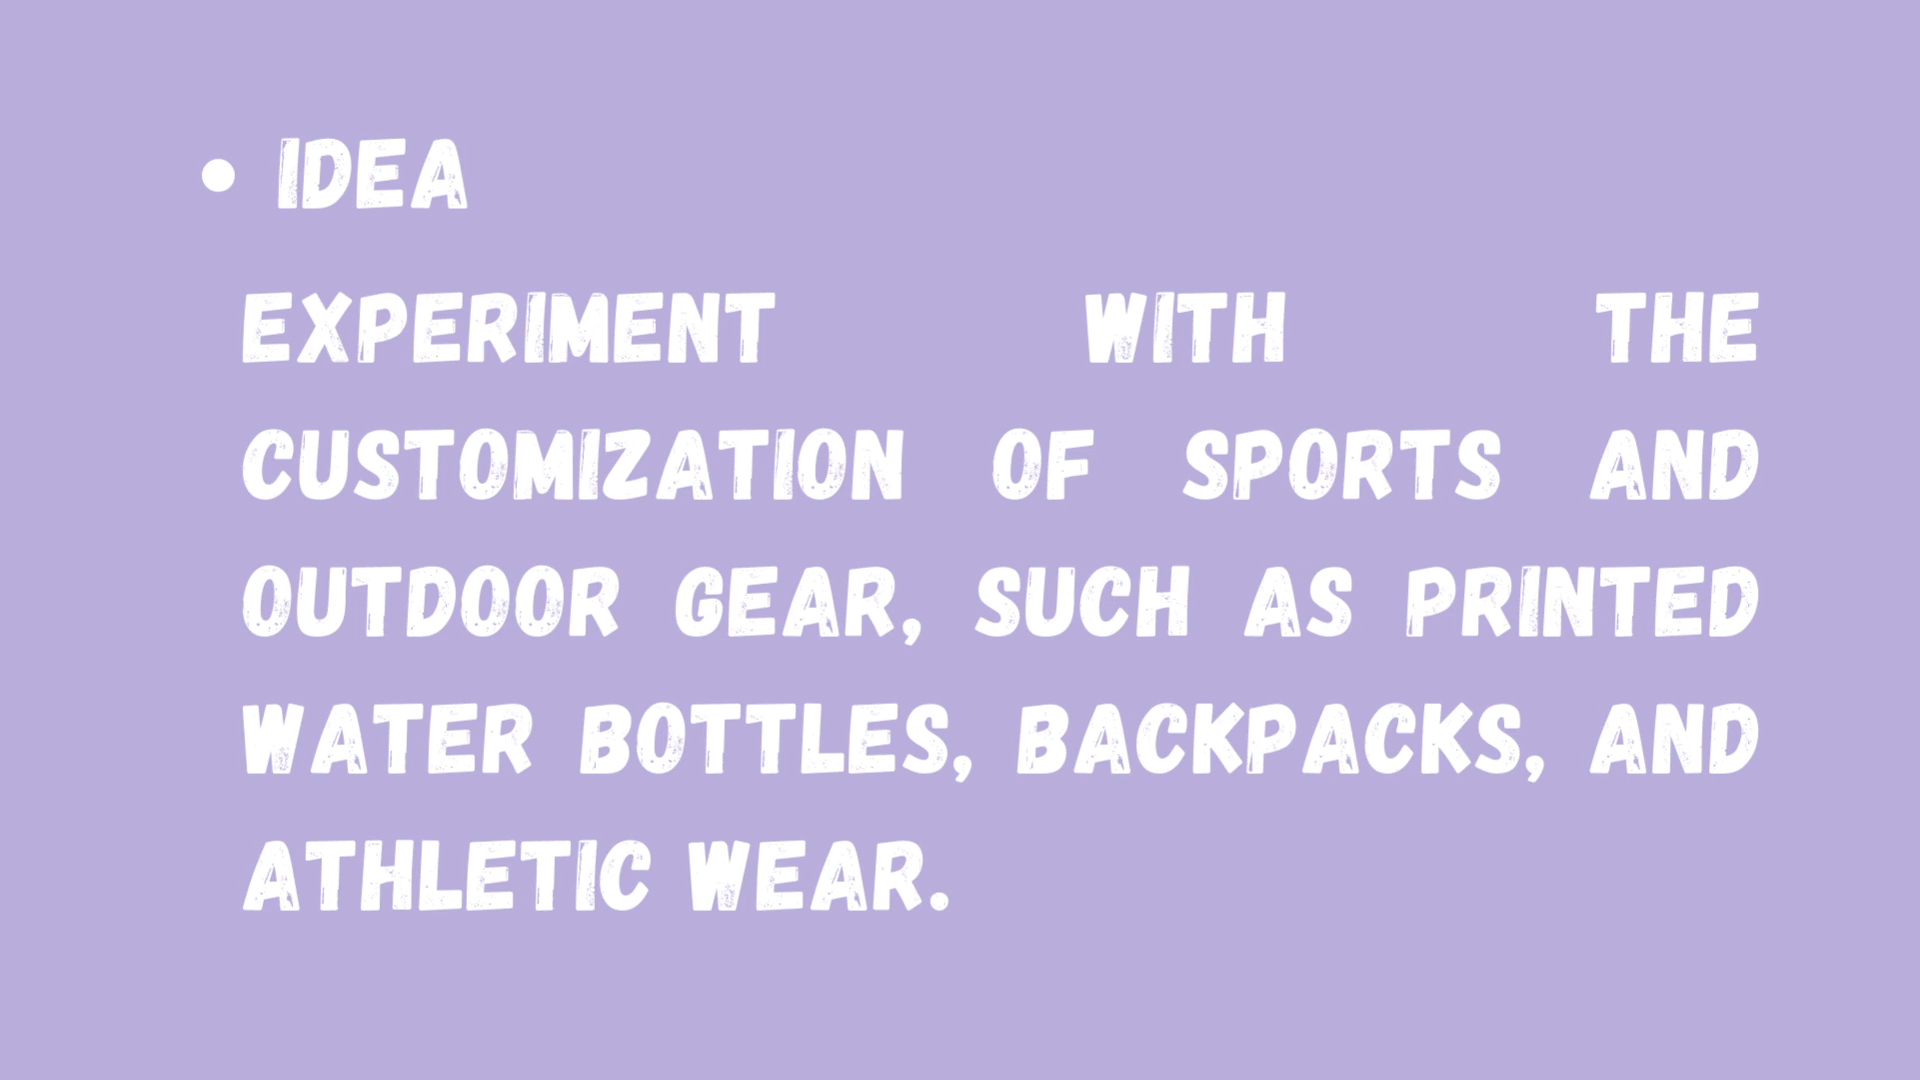 • IDEA
EXPERIMENT WITH THE
CUSTOMIZATION OF SPORTS AND
OUTDOOR GEAR, SUCH AS PRINTED
WATER BOTTLES, BACKPACKS, AND
ATHLETIC WEAR.